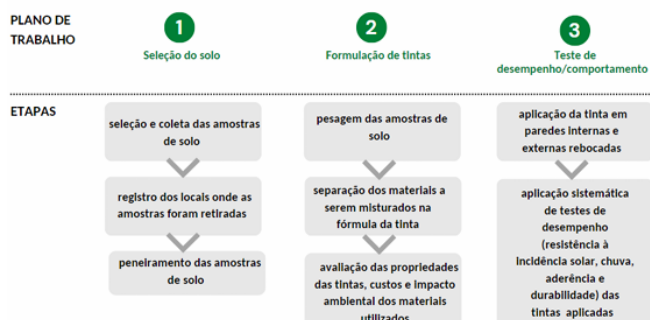 PLANO DE
TRABALHO
1
Seleção do solo
2
Formulação de tintas
3
Teste de
desempenho/comportamento
ETAPAS
seleção e coleta das amostras
de solo
registro dos locais onde as
amostras foram retiradas
peneiramento das amostras
de solo
pesagem das amostras de
solo
separação dos materiais a
serem misturados na
fórmula da tinta
avaliação das propriedades
das tintas, custos e impacto
ambiental dos materiais
utilizados
aplicação da tinta em
paredes internas e
externas rebocadas
aplicação sistemática
de testes de
desempenho
(resistência à
incidência solar, chuva,
aderência e
durabilidade) das
tintas aplicadas